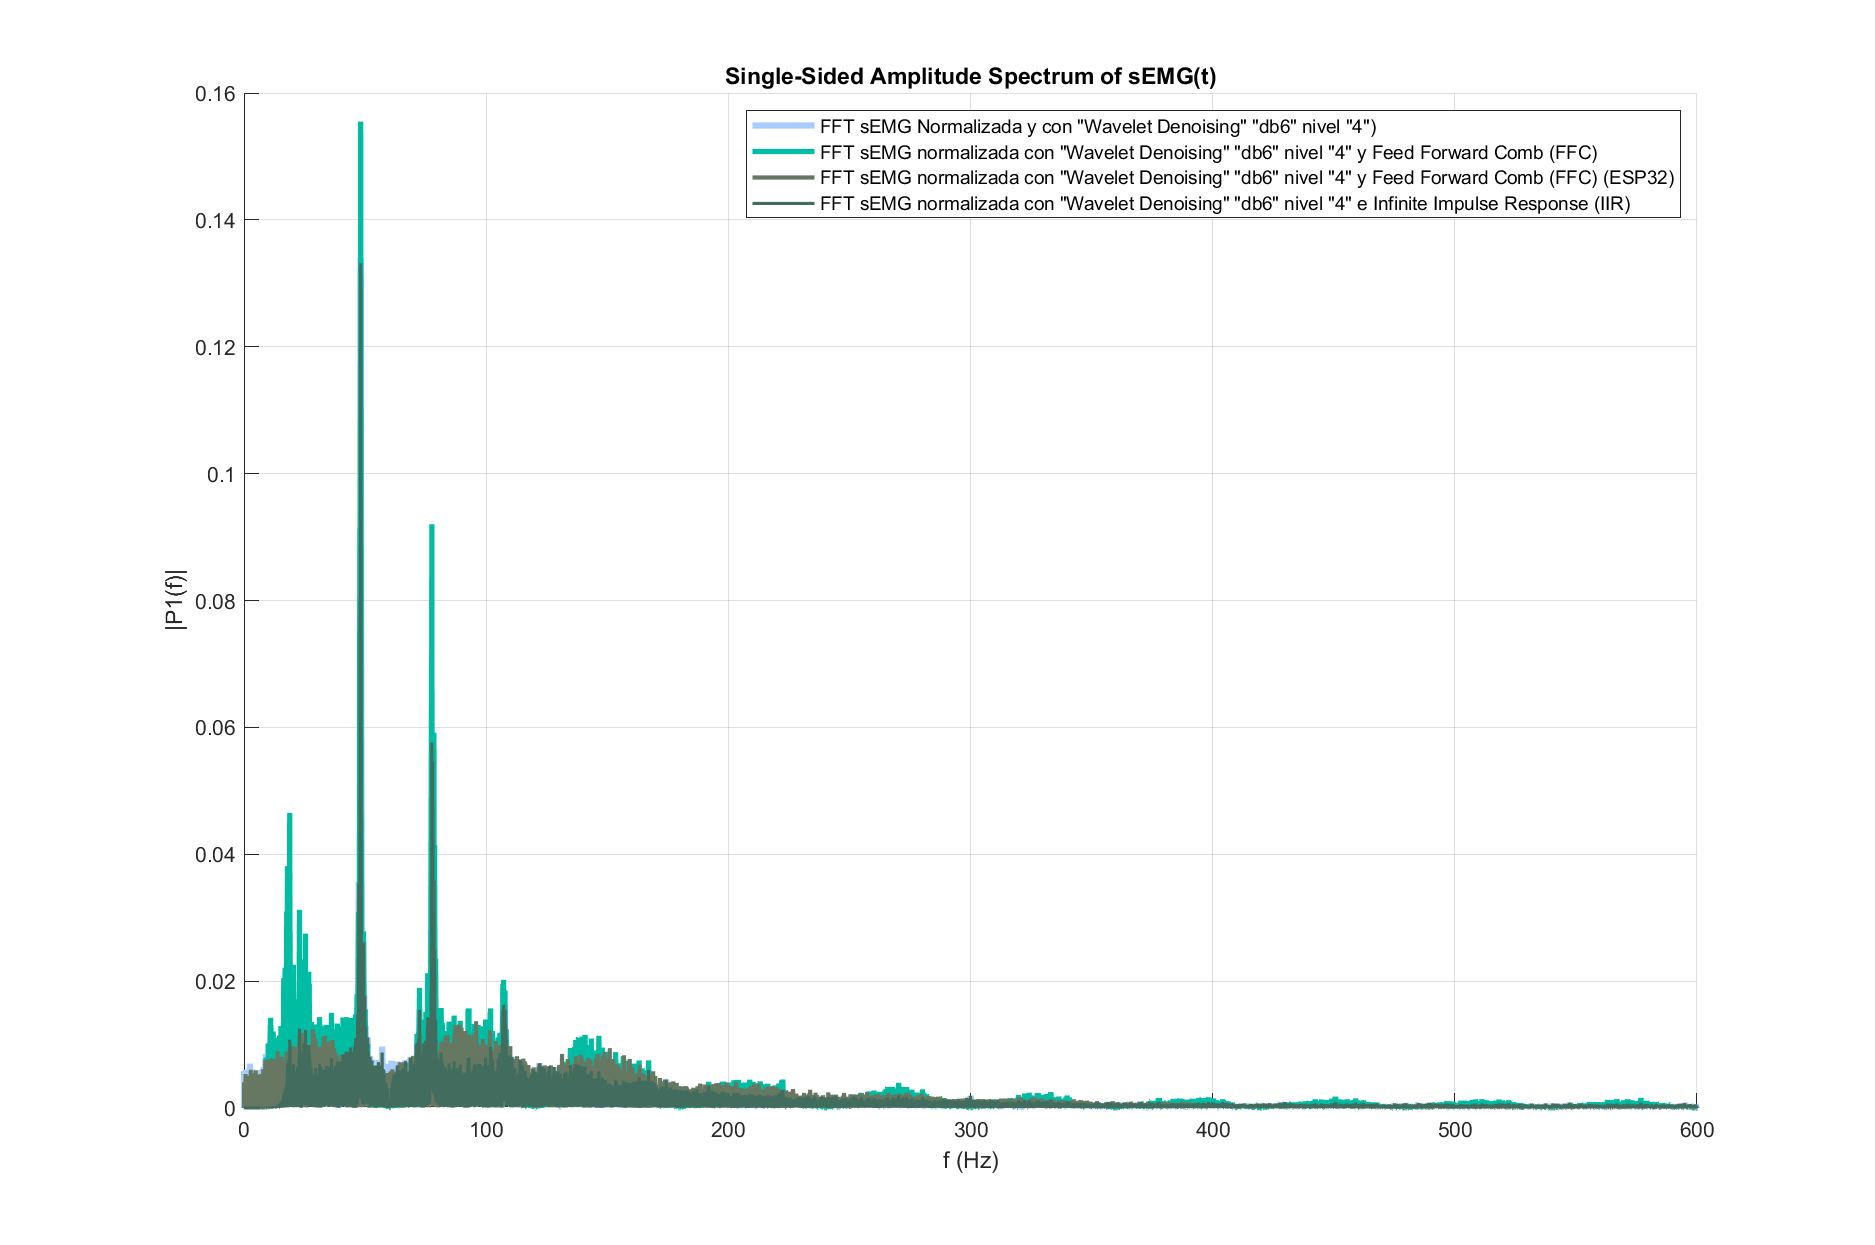 Single-Sided Amplitude Spectrum of sEMG(t)
FFT sEMG Normalizada y con "Wavelet Denoising" "db6" nivel "4")
FFT sEMG normalizada con "Wavelet Denoising" "db6" nivel "4" y Feed Forward Comb (FFC)
FFT sEMG normalizada con "Wavelet Denoising" "db6" nivel "4" y Feed Forward Comb (FFC) (ESP32)
FFT sEMG normalizada con "Wavelet Denoising" "db6" nivel "4" e Infinite Impulse Response (IIR)
|P1(f)|
0.16
0.14
0.12
0.1
0.08
0.06
0.04
0.02
0
0 100 200 300 400 500 600
f (Hz)